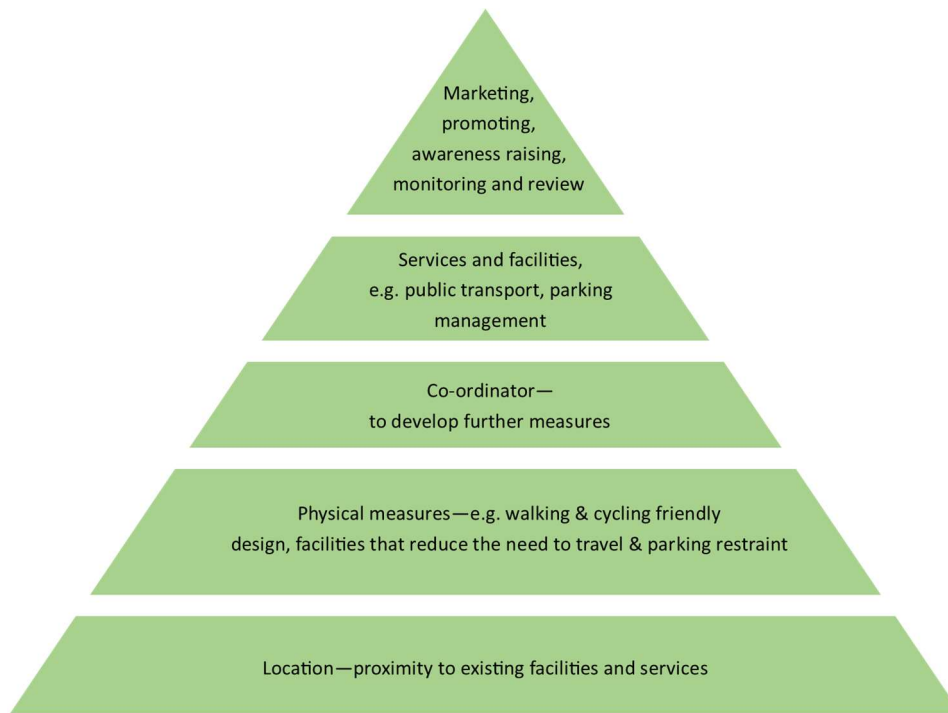 Marketing,
promoting,
awareness raising,
monitoring and review
Services and facilities,
e.g. public transport, parking
management
Co-ordinator—
to develop further measures
Physical measures—e.g. walking & cycling friendly
design, facilities that reduce the need to travel & parking restraint
Location—proximity to existing facilities and services